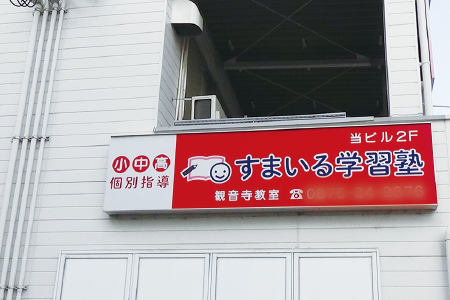 小中高
個別指導
当ビル2F
すまいる学習塾
観音寺教室